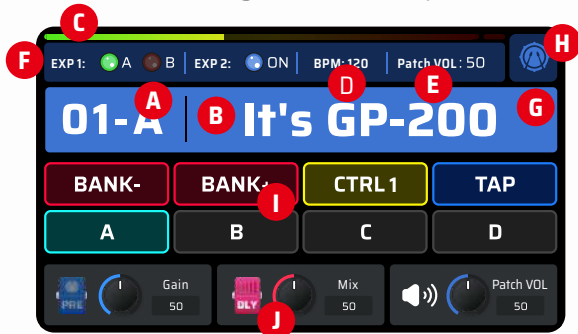 C
F EXP 1: A B EXP 2: ON BPM: 120 Patch VOL: 50 H
A B D E G
01-A It's GP-200
BANK- BANK+ CTRL 1 TAP
I
A B C D
PRE Gain 50 DLY Mix 50 Patch VOL 50
J